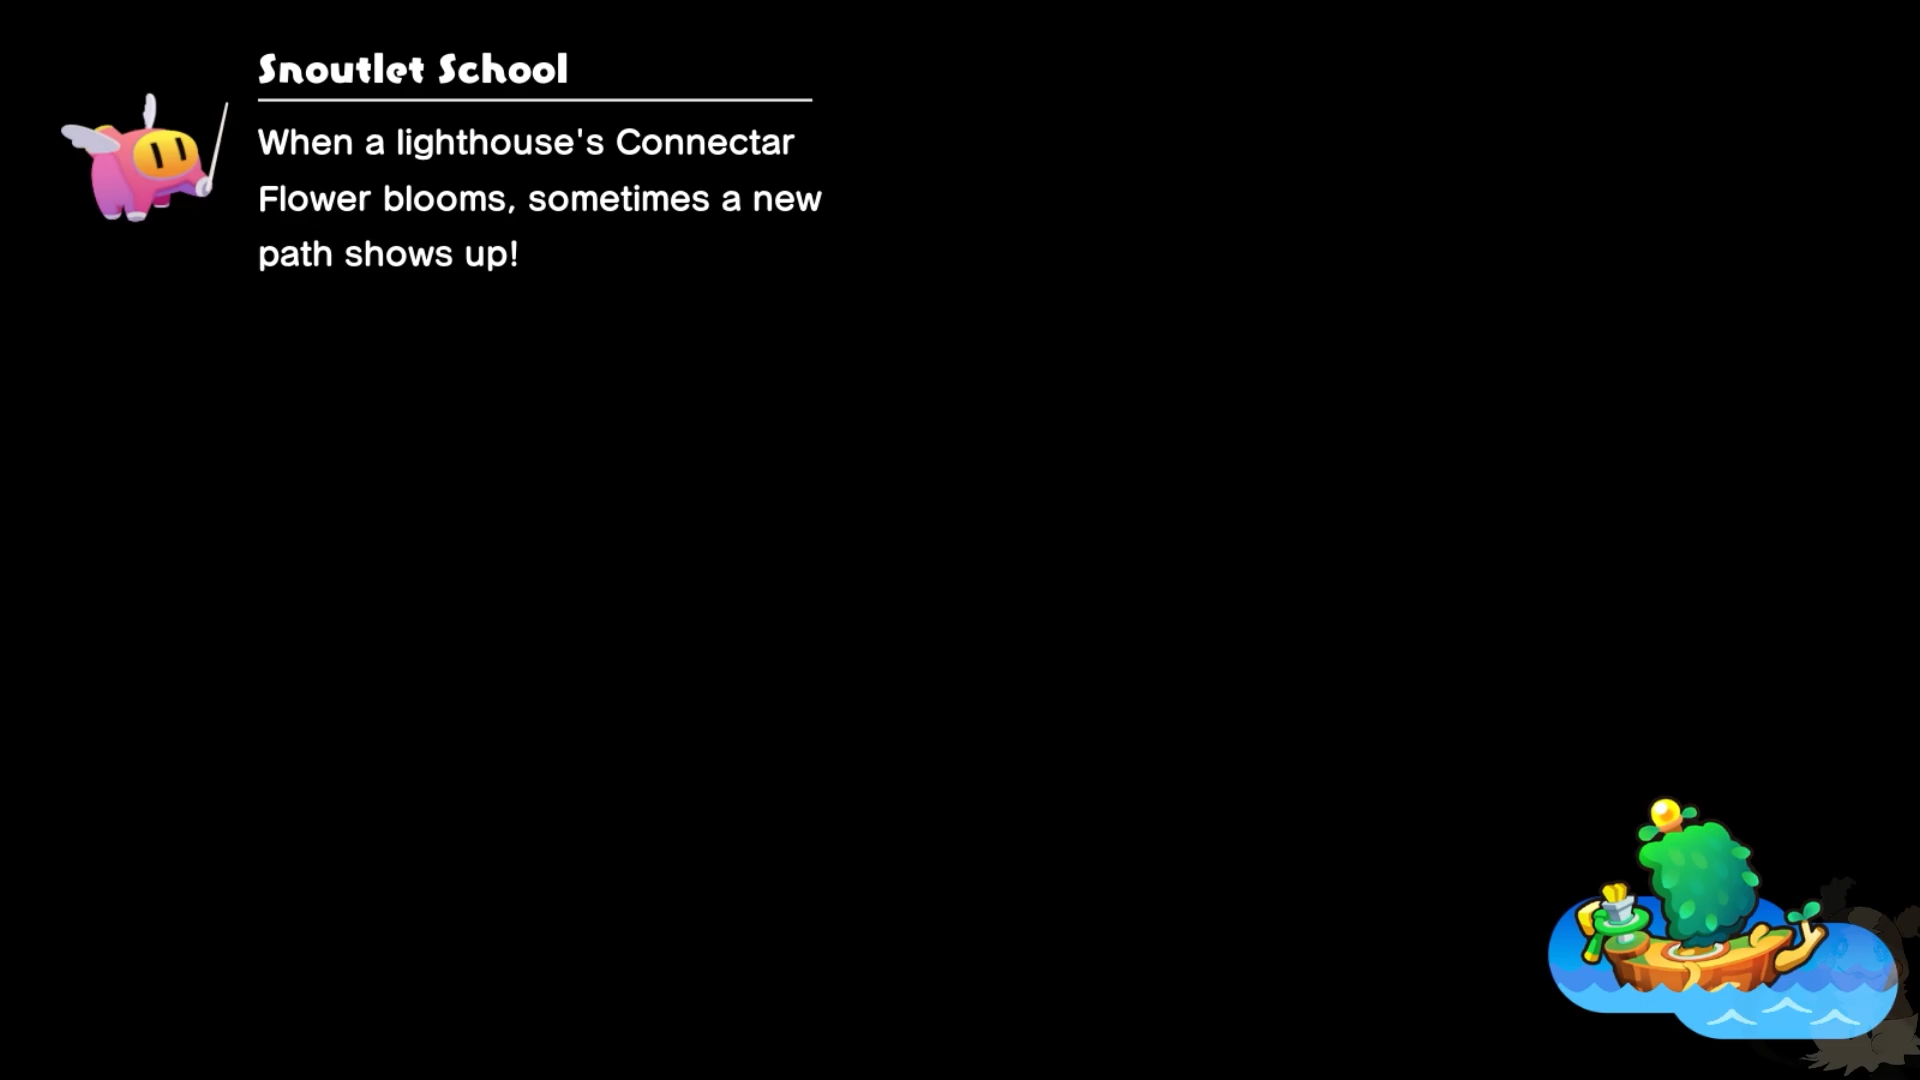 Snoutlet School
When a lighthouse's Connectar
Flower blooms, sometimes a new
path shows up!